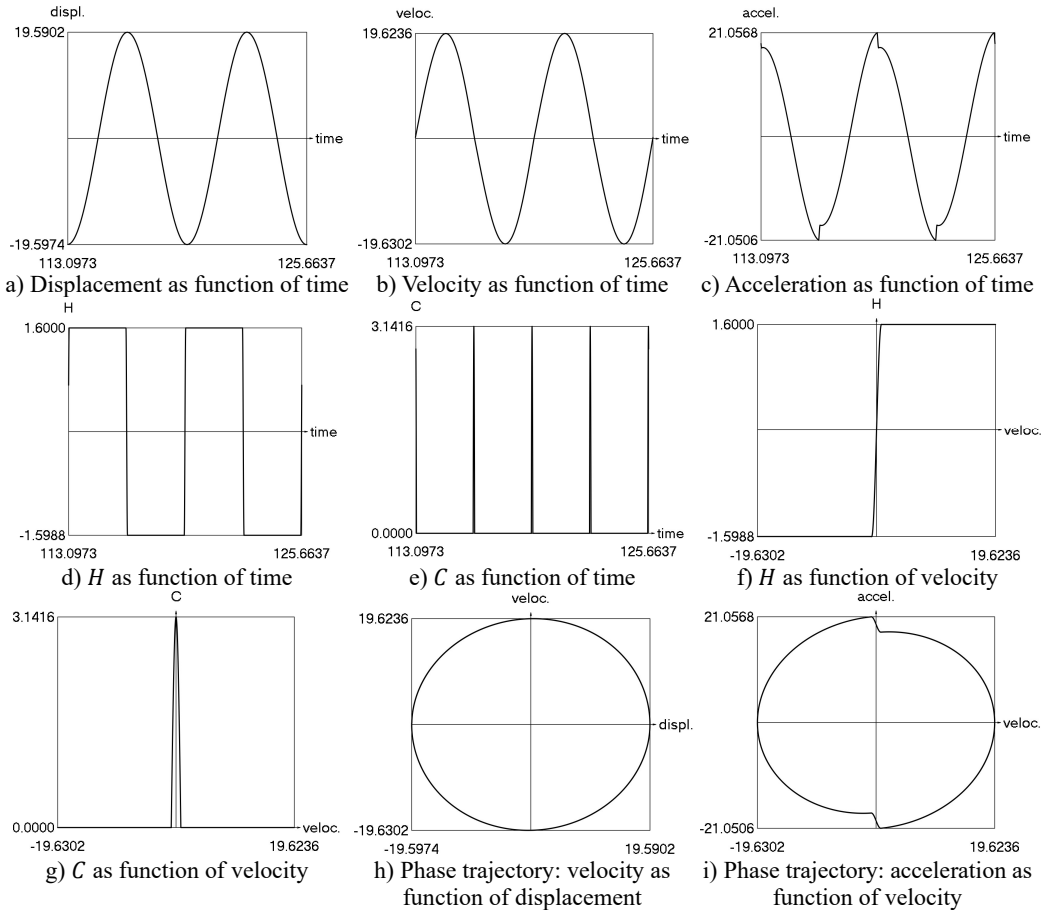 displ.
19.5902
time
-19.5974
113.0973
125.6637
a) Displacement as function of time
veloc.
19.6236
time
-19.6302
113.0973
125.6637
b) Velocity as function of time
accel.
21.0568
time
-21.0506
113.0973
125.6637
c) Acceleration as function of time
H
1.6000
time
-1.5988
113.0973
125.6637
d) H as function of time
C
3.1416
time
0.0000
113.0973
125.6637
e) C as function of time
H
1.6000
veloc.
-1.5988
-19.6302
19.6236
f) H as function of velocity
C
3.1416
veloc.
0.0000
-19.6302
19.6236
g) C as function of velocity
veloc.
19.6236
displ.
-19.6302
-19.5974
19.5902
h) Phase trajectory: velocity as
function of displacement
accel.
21.0568
veloc.
-21.0506
-19.6302
19.6236
i) Phase trajectory: acceleration as
function of velocity